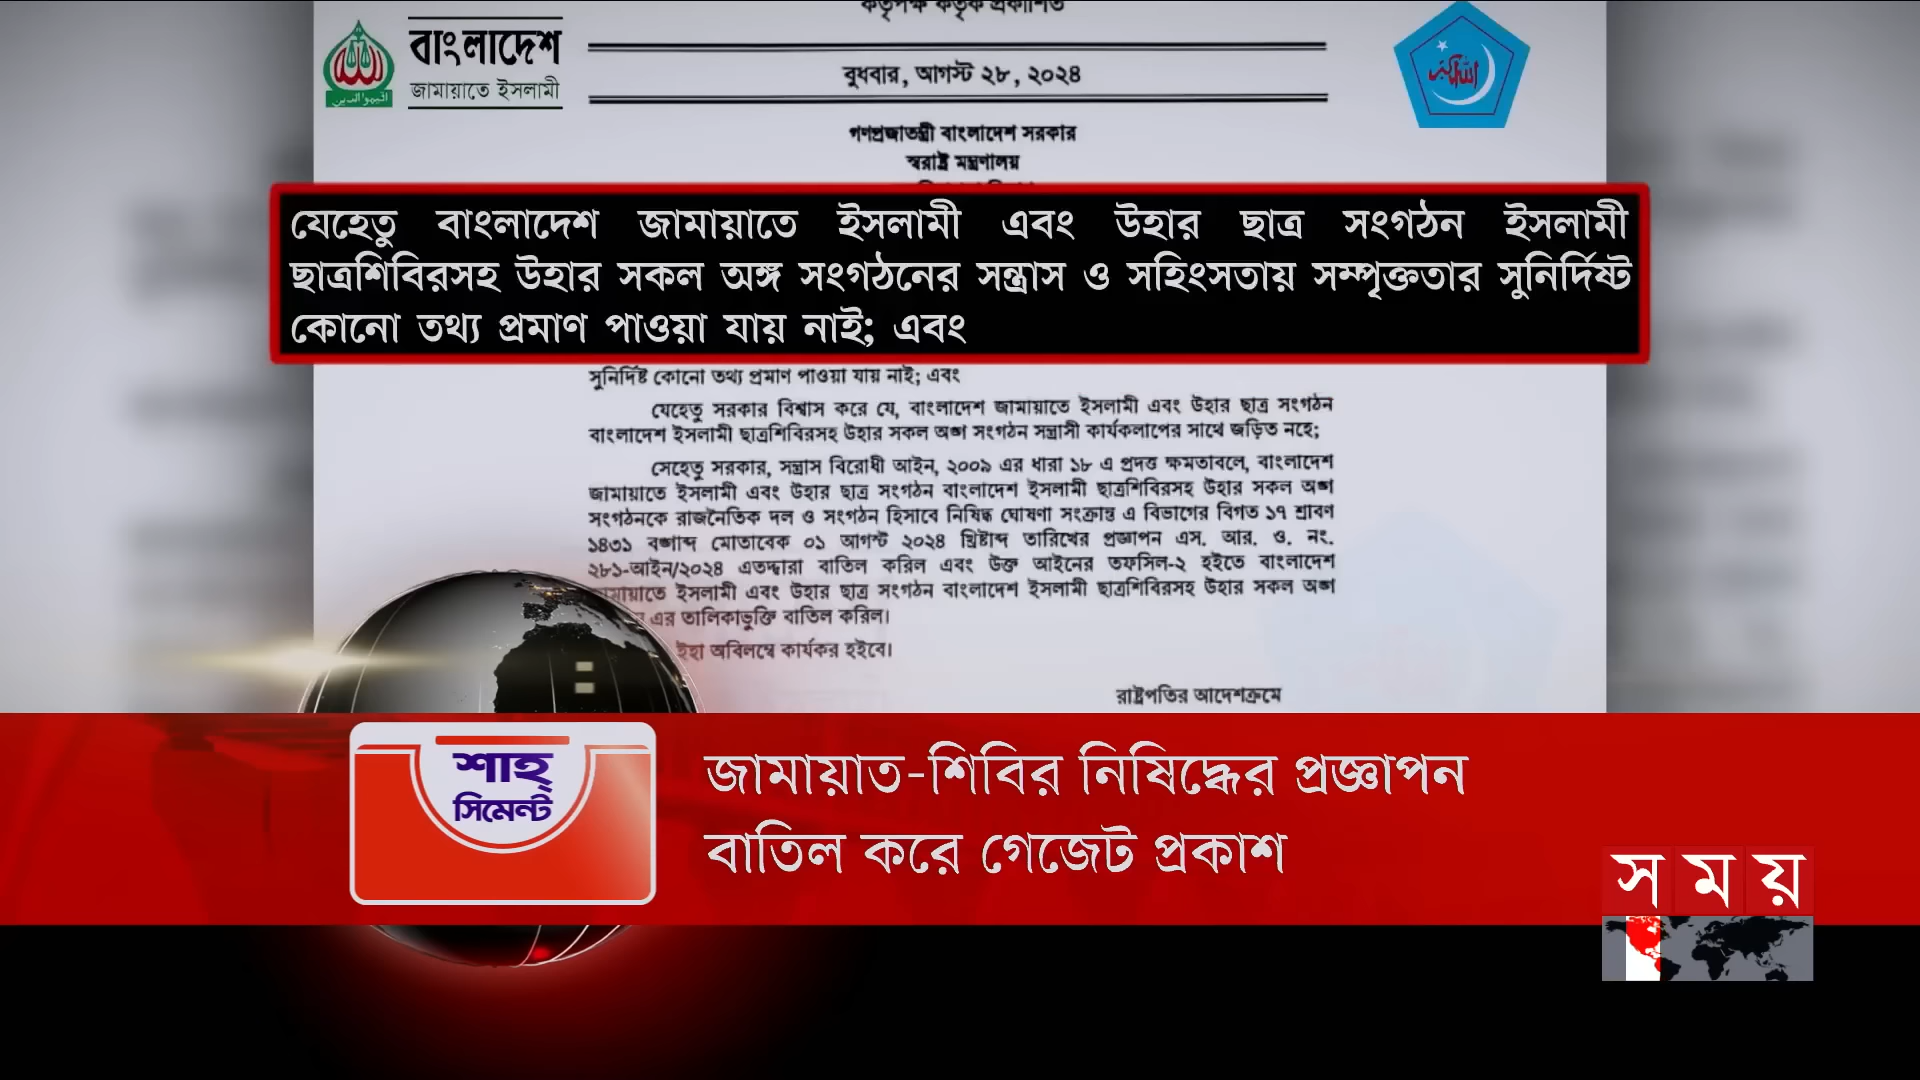 কর্তৃপক্ষ কর্তৃক প্রকাশিত
বাংলাদেশ
জামায়াতে ইসলামী
বুধবার, আগস্ট ২৮, ২০২৪
গণপ্রজাতন্ত্রী বাংলাদেশ সরকার
স্বরাষ্ট্র মন্ত্রণালয়
যেহেতু বাংলাদেশ জামায়াতে ইসলামী এবং উহার ছাত্র সংগঠন ইসলামী
ছাত্রশিবিরসহ উহার সকল অঙ্গ সংগঠনের সন্ত্রাস ও সহিংসতায় সম্পৃক্ততার সুনির্দিষ্ট
কোনো তথ্য প্রমাণ পাওয়া যায় নাই; এবং
সুনির্দিষ্ট কোনো তথ্য প্রমাণ পাওয়া যায় নাই; এবং
যেহেতু সরকার বিশ্বাস করে যে, বাংলাদেশ জামায়াতে ইসলামী এবং উহার ছাত্র সংগঠন
বাংলাদেশ ইসলামী ছাত্রশিবিরসহ উহার সকল অঙ্গ সংগঠন সন্ত্রাসী কার্যকলাপের সাথে জড়িত নহে;
সেহেতু সরকার, সন্ত্রাস বিরোধী আইন, ২০০৯ এর ধারা ১৮ এ প্রদত্ত ক্ষমতাবলে, বাংলাদেশ
জামায়াতে ইসলামী এবং উহার ছাত্র সংগঠন বাংলাদেশ ইসলামী ছাত্রশিবিরসহ উহার সকল অঙ্গ
সংগঠনকে রাজনৈতিক দল ও সংগঠন হিসাবে নিষিদ্ধ ঘোষণা সংক্রান্ত এ বিভাগের বিগত ১৭ শ্রাবণ
১৪৩১ বঙ্গাব্দ মোতাবেক ০১ আগস্ট ২০২৪ খ্রিষ্টাব্দ তারিখের প্রজ্ঞাপন এস. আর. ও. নং.
২৮১-আইন/২০২৪ এতদ্দ্বারা বাতিল করিল এবং উক্ত আইনের তফসিল-২ হইতে বাংলাদেশ
জামায়াতে ইসলামী এবং উহার ছাত্র সংগঠন বাংলাদেশ ইসলামী ছাত্রশিবিরসহ উহার সকল অঙ্গ
এর তালিকাভুক্তি বাতিল করিল।
ইহা অবিলম্বে কার্যকর হইবে।
রাষ্ট্রপতির আদেশক্রমে
শাহ্
সিমেন্ট
জামায়াত-শিবির নিষিদ্ধের প্রজ্ঞাপন
বাতিল করে গেজেট প্রকাশ
সময়